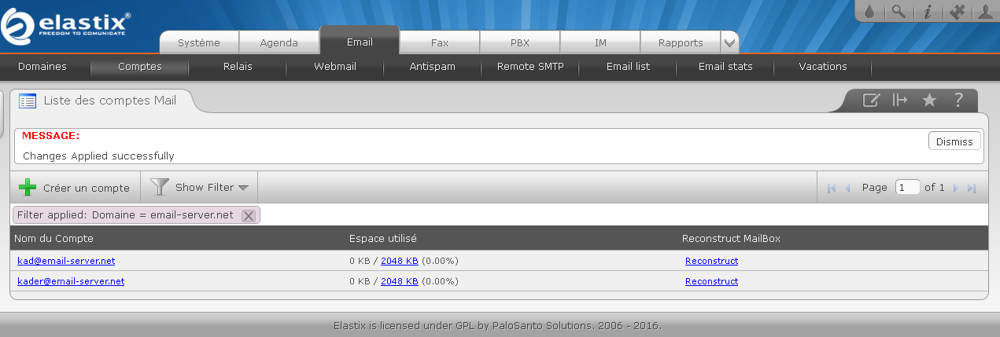 elastix®
FREEDOM TO COMUNICATE
Système Agenda Email Fax PBX IM Rapports
Domaines Comptes Relais Webmail Antispam Remote SMTP Email list Email stats Vacations
Liste des comptes Mail
MESSAGE:
Dismiss
Changes Applied successfully
Créer un compte Show Filter Page 1 of 1
Filter applied: Domaine = email-server.net
Nom du Compte Espace utilisé Reconstruct MailBox
kad@email-server.net 0 KB / 2048 KB (0.00%) Reconstruct
kader@email-server.net 0 KB / 2048 KB (0.00%) Reconstruct
Elastix is licensed under GPL by PaloSanto Solutions. 2006 - 2016.